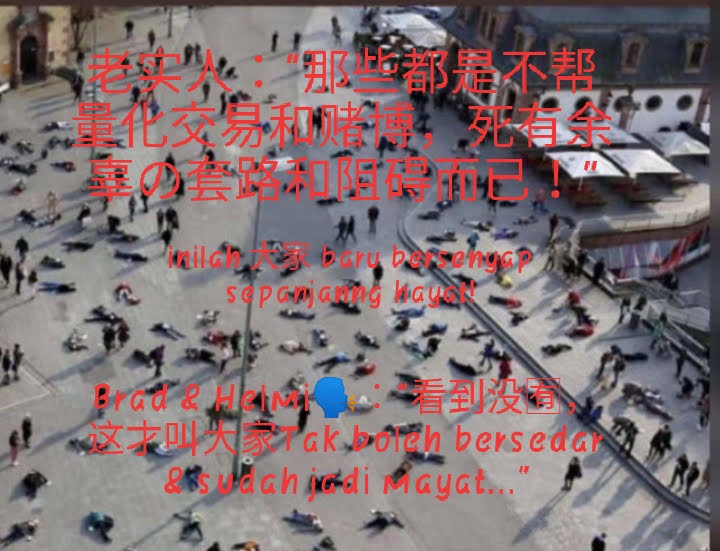 老实人："那些都是不帮
量化交易和赌博，死有余
辜の套路和阻碍而已！"
inilah 大家 baru bersenyap
sepanjanng hayat!
Brad & Helmi🗣️："看到没有，
这才叫大家Tak boleh bersedar
& sudah jadi Mayat..."